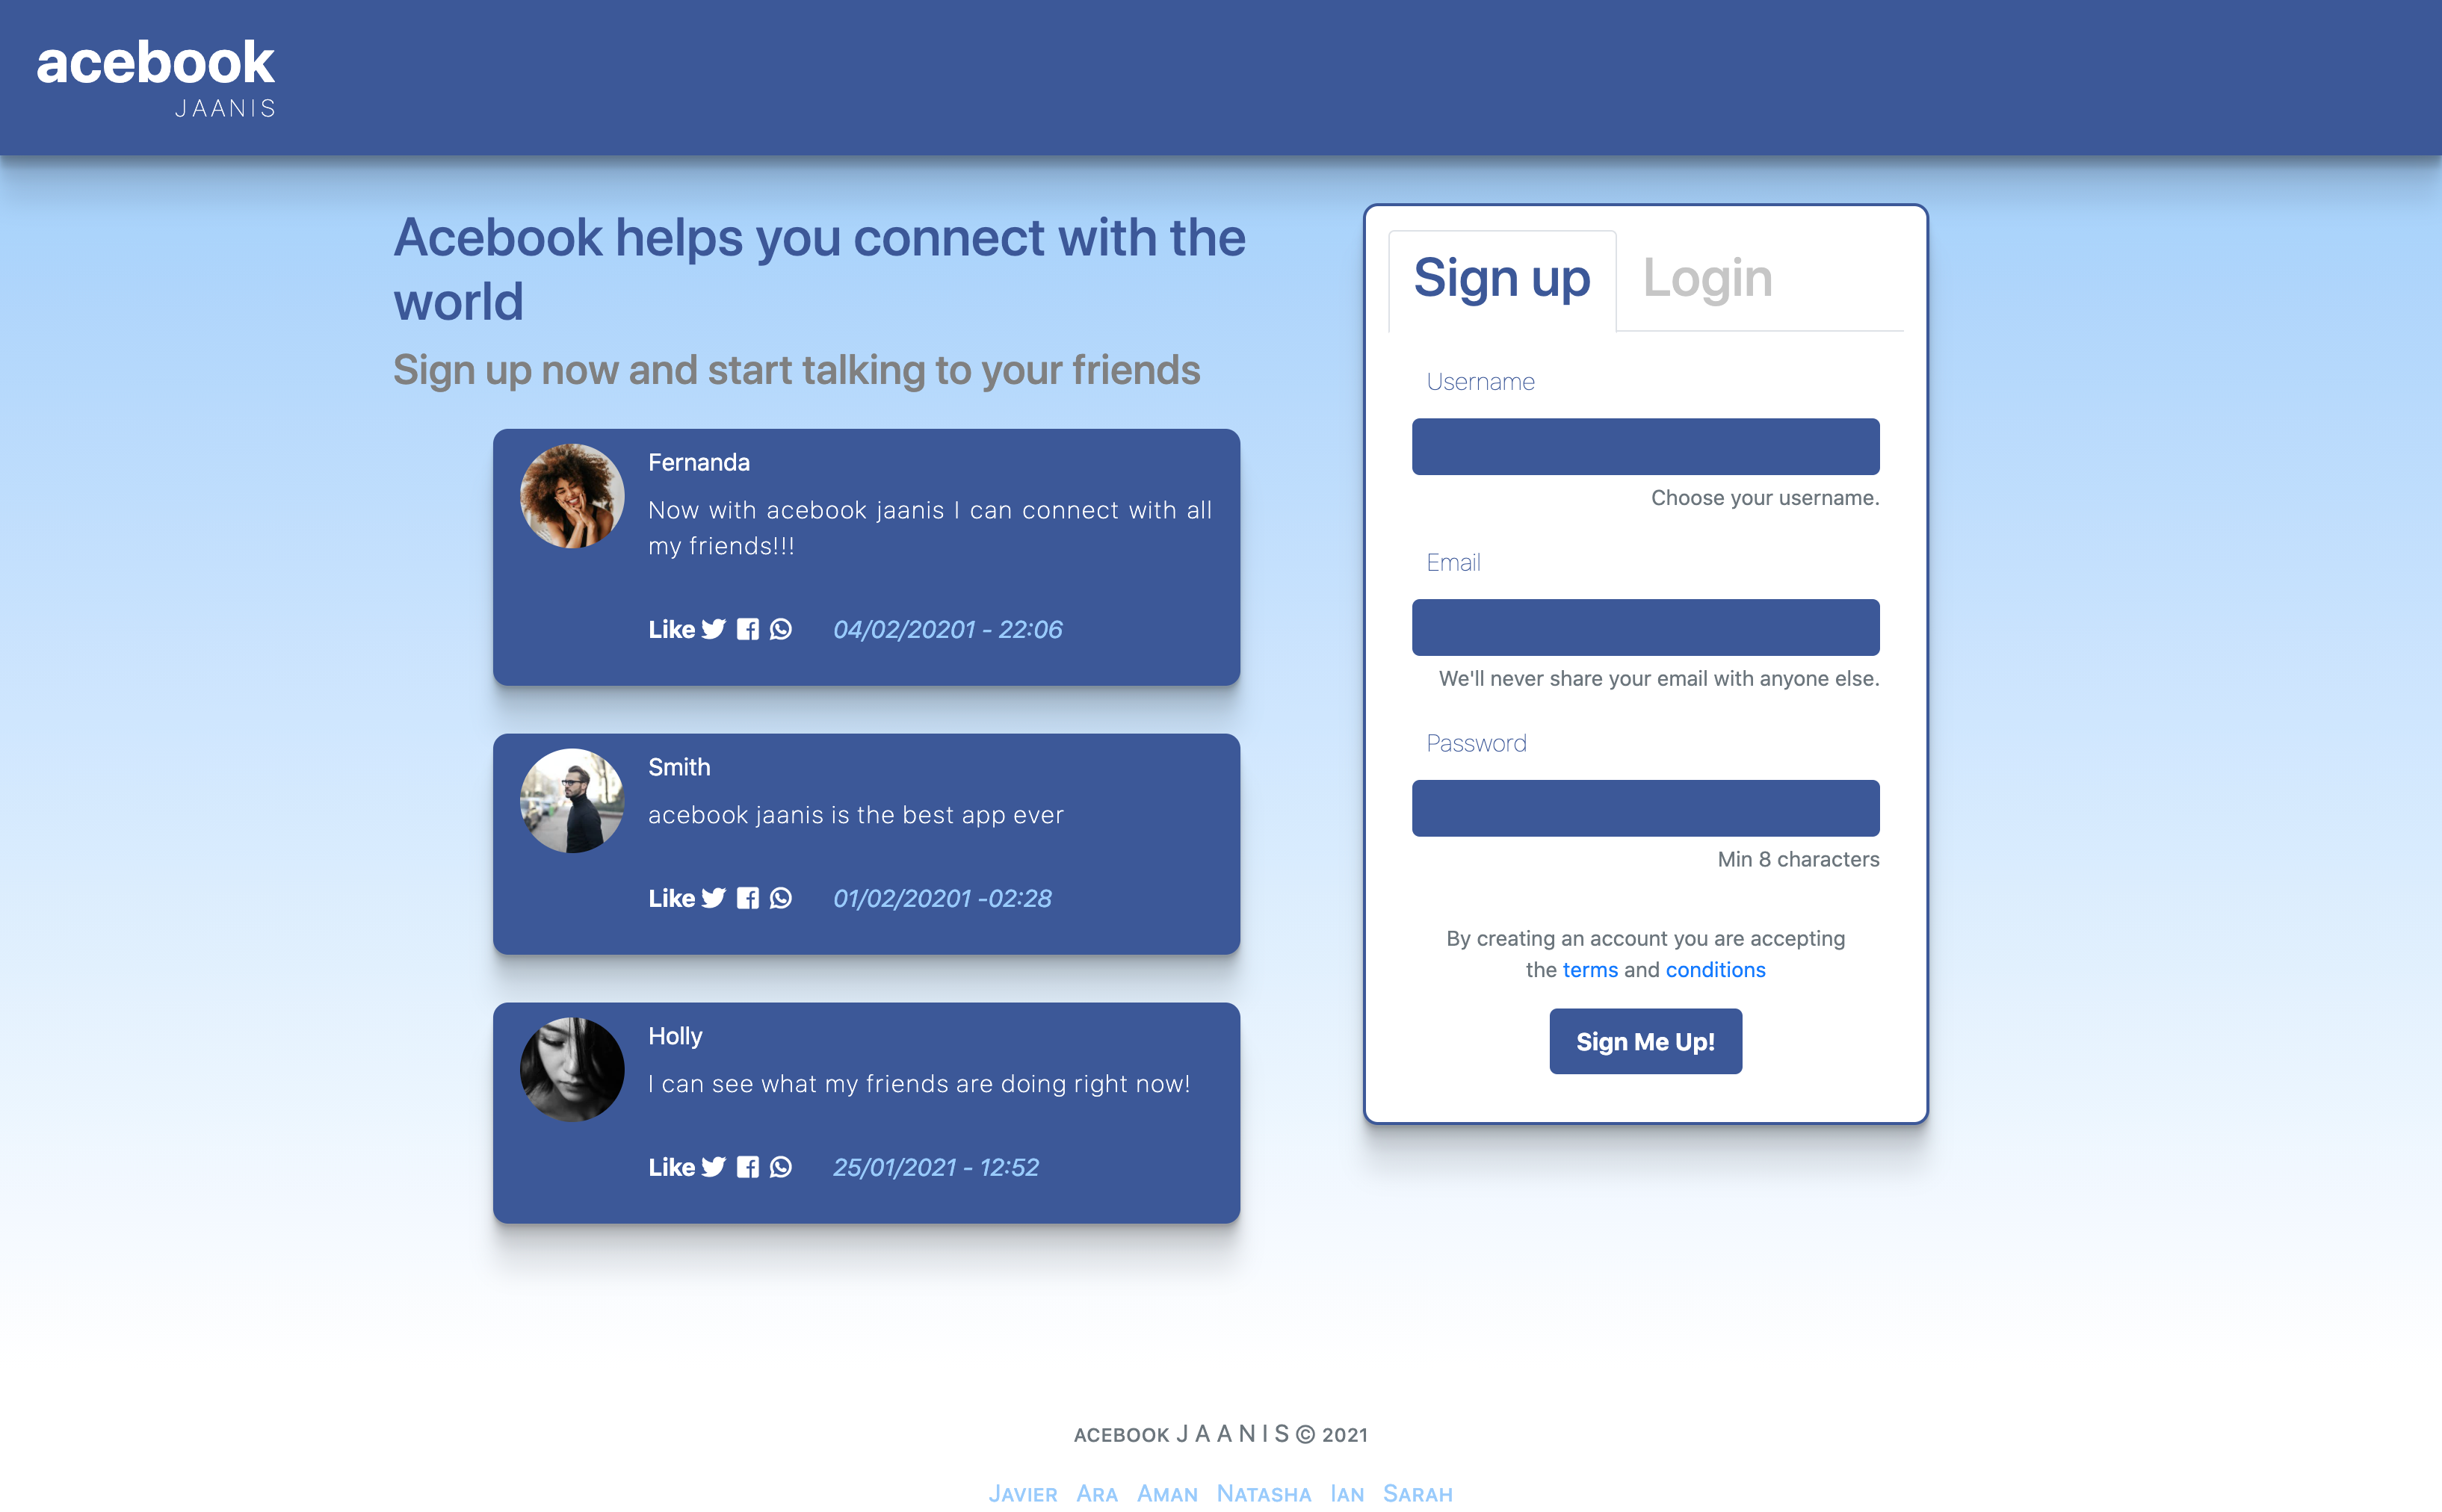 acebook
JAANIS
Acebook helps you connect with the
world
Sign up now and start talking to your friends
Fernanda
Now with acebook jaanis I can connect with all
my friends!!!
Like 04/02/20201 - 22:06
Smith
acebook jaanis is the best app ever
Like 01/02/20201 -02:28
Holly
I can see what my friends are doing right now!
Like 25/01/2021 - 12:52
Sign up Login
Username
Choose your username.
Email
We'll never share your email with anyone else.
Password
Min 8 characters
By creating an account you are accepting
the terms and conditions
Sign Me Up!
ACEBOOK J A A N I S © 2021
JAVIER ARA AMAN NATASHA IAN SARAH